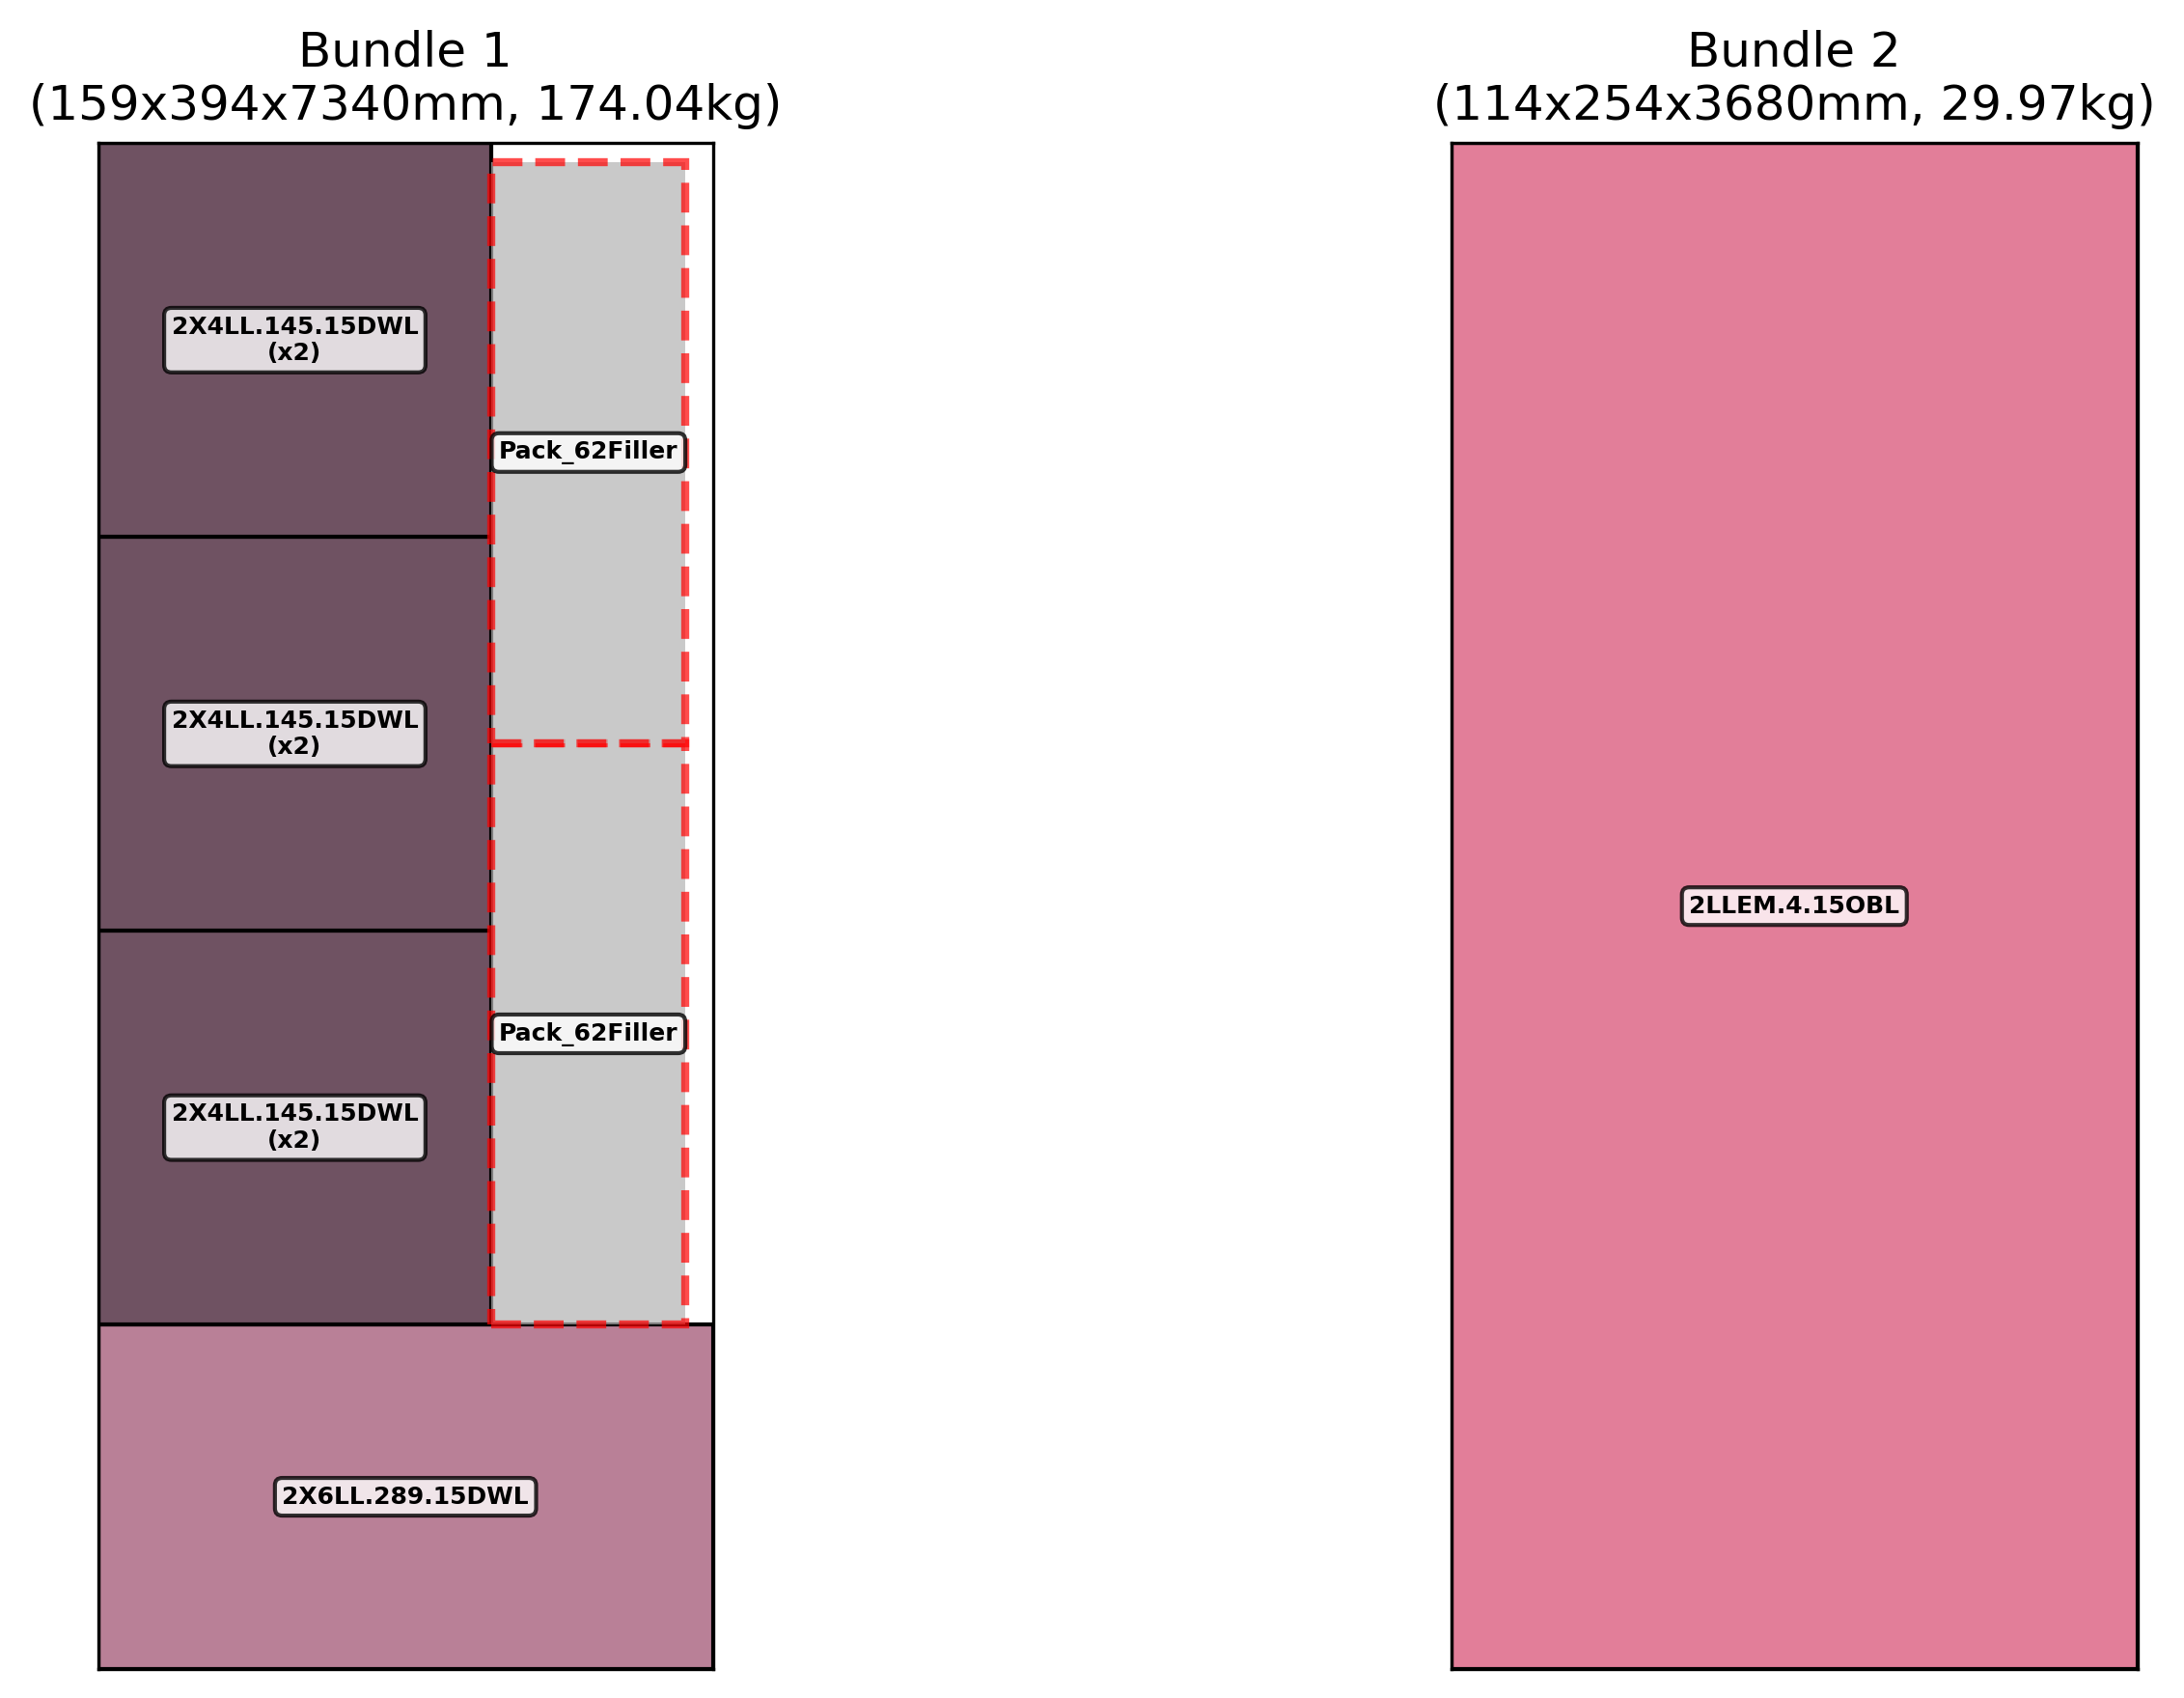 Bundle 1
(159x394x7340mm, 174.04kg)
2X4LL.145.15DWL
(x2)
Pack_62Filler
2X4LL.145.15DWL
(x2)
Pack_62Filler
2X4LL.145.15DWL
(x2)
2X6LL.289.15DWL
Bundle 2
(114x254x3680mm, 29.97kg)
2LLEM.4.15OBL